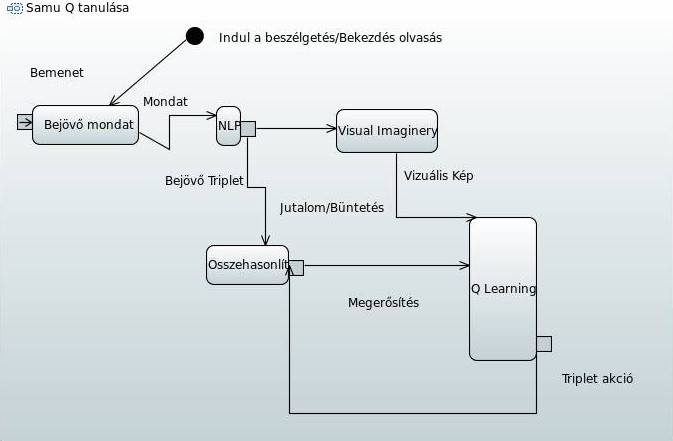 Samu Q tanulása
Indul a beszélgetés/Bekezdés olvasás
Bemenet
Mondat
Bejövő mondat
NLP
Visual Imaginery
Bejövő Triplet
Vizuális Kép
Jutalom/Büntetés
Osszehasonlít
Q Learning
Megerősítés
Triplet akció